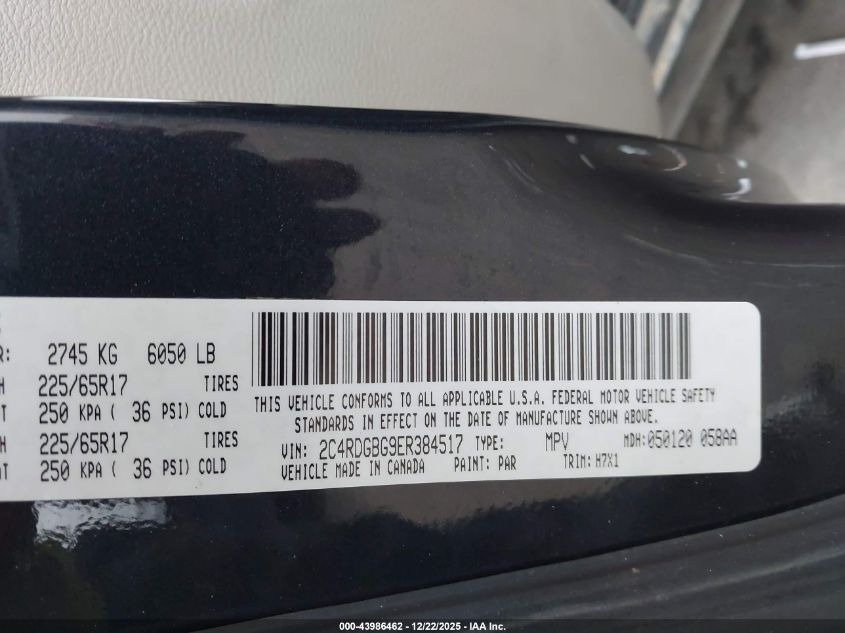 R: 2745 KG 6050 LB
H 225/65R17 TIRES
T 250 KPA ( 36 PSI) COLD
H 225/65R17 TIRES
AT 250 KPA ( 36 PSI) COLD
THIS VEHICLE CONFORMS TO ALL APPLICABLE U.S.A. FEDERAL MOTOR VEHICLE SAFETY
STANDARDS IN EFFECT ON THE DATE OF MANUFACTURE SHOWN ABOVE.
VIN: 2C4RDGBG9ER384517 TYPE: MPV MDH:050120 058AA
VEHICLE MADE IN CANADA PAINT: PAR TRIM: H7X1
000-43986462 - 12/22/2025 - IAA Inc.